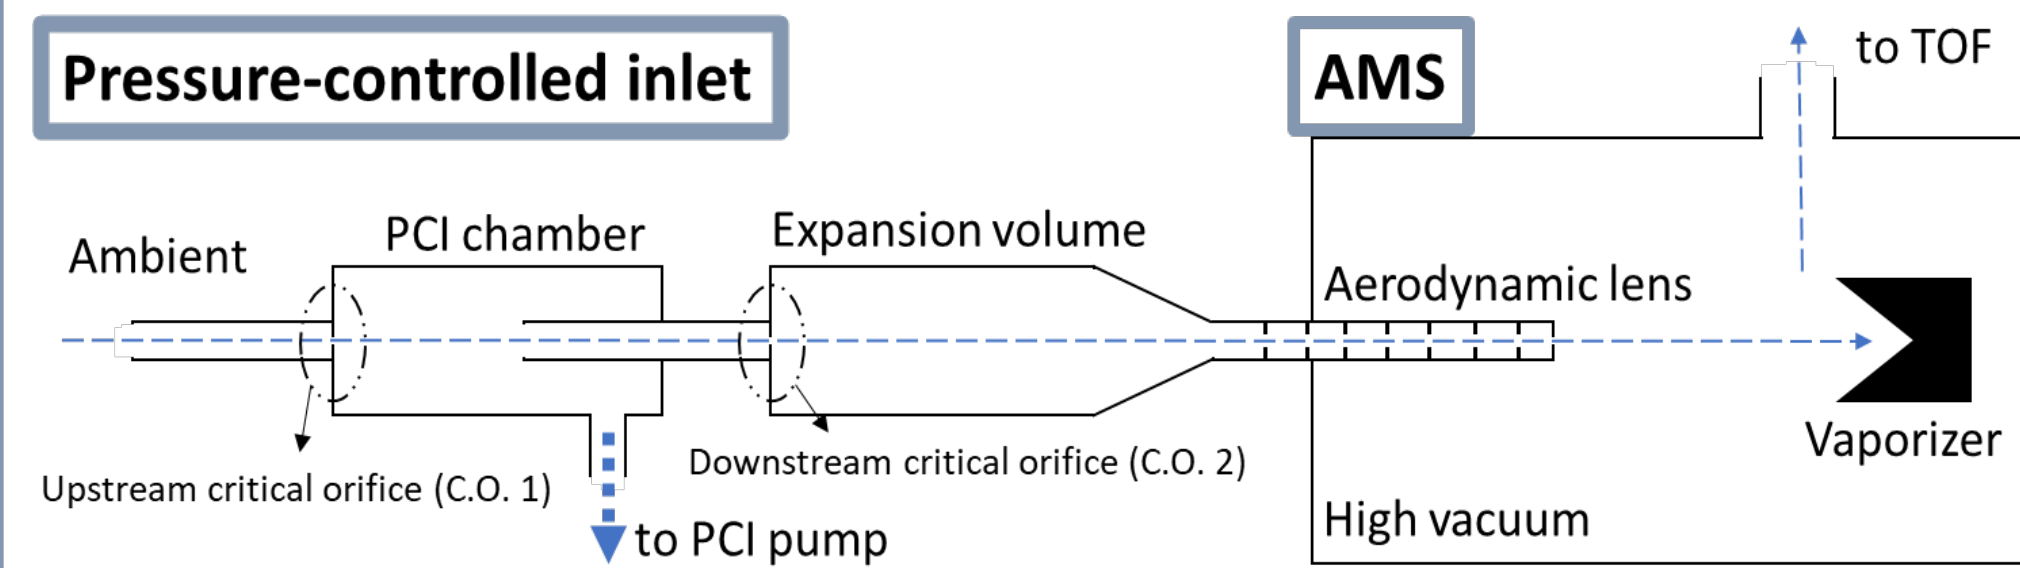 Pressure-controlled inlet
AMS
to TOF
Ambient
PCI chamber
Expansion volume
Aerodynamic lens
Upstream critical orifice (C.O. 1)
Downstream critical orifice (C.O. 2)
Vaporizer
to PCI pump
High vacuum